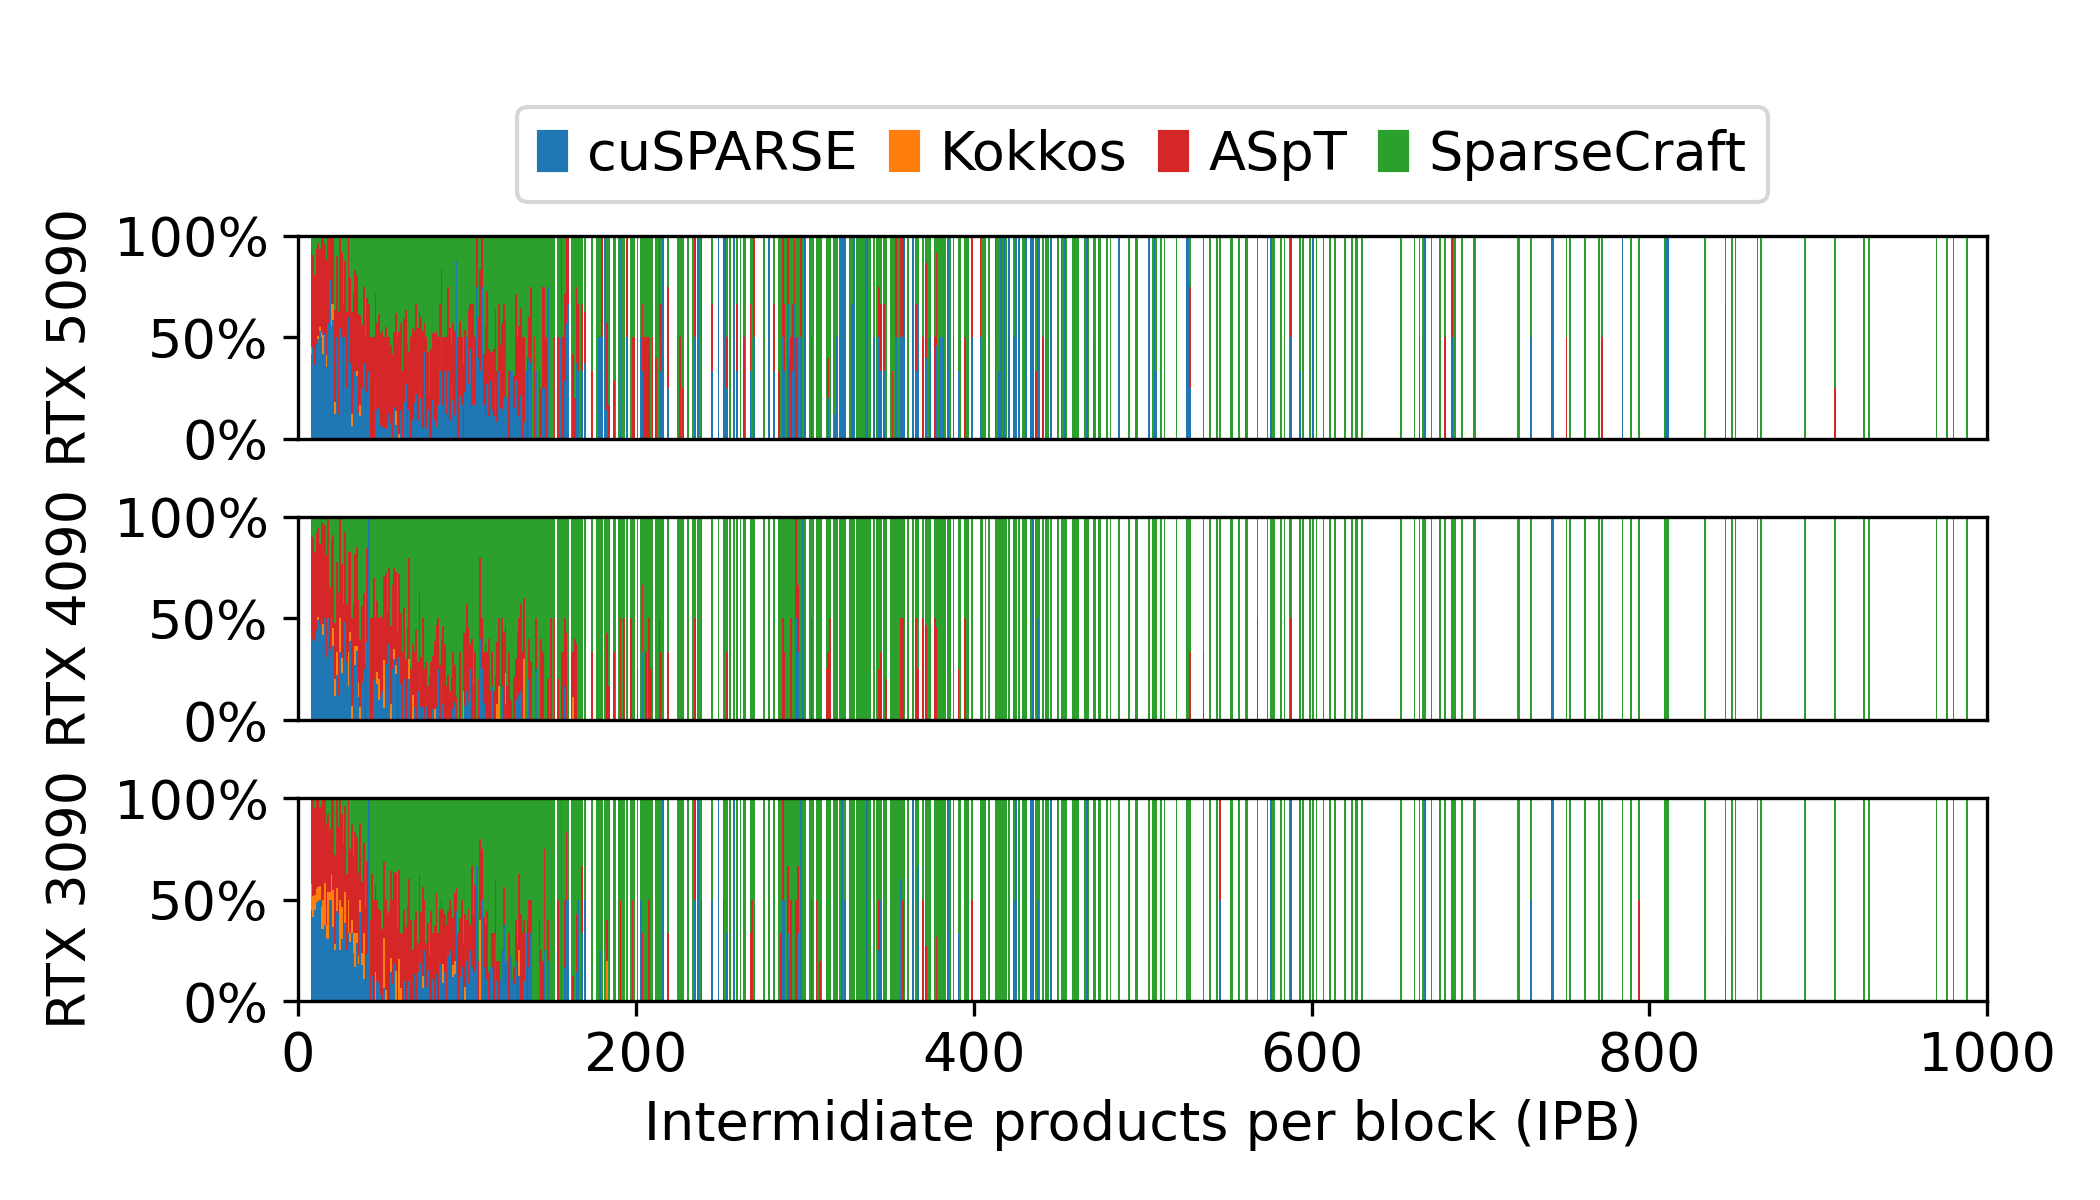 cuSPARSE Kokkos ASpT SparseCraft
RTX 5090
100%
50%
0%
RTX 4090
100%
50%
0%
RTX 3090
100%
50%
0%
0 200 400 600 800 1000
Intermidiate products per block (IPB)